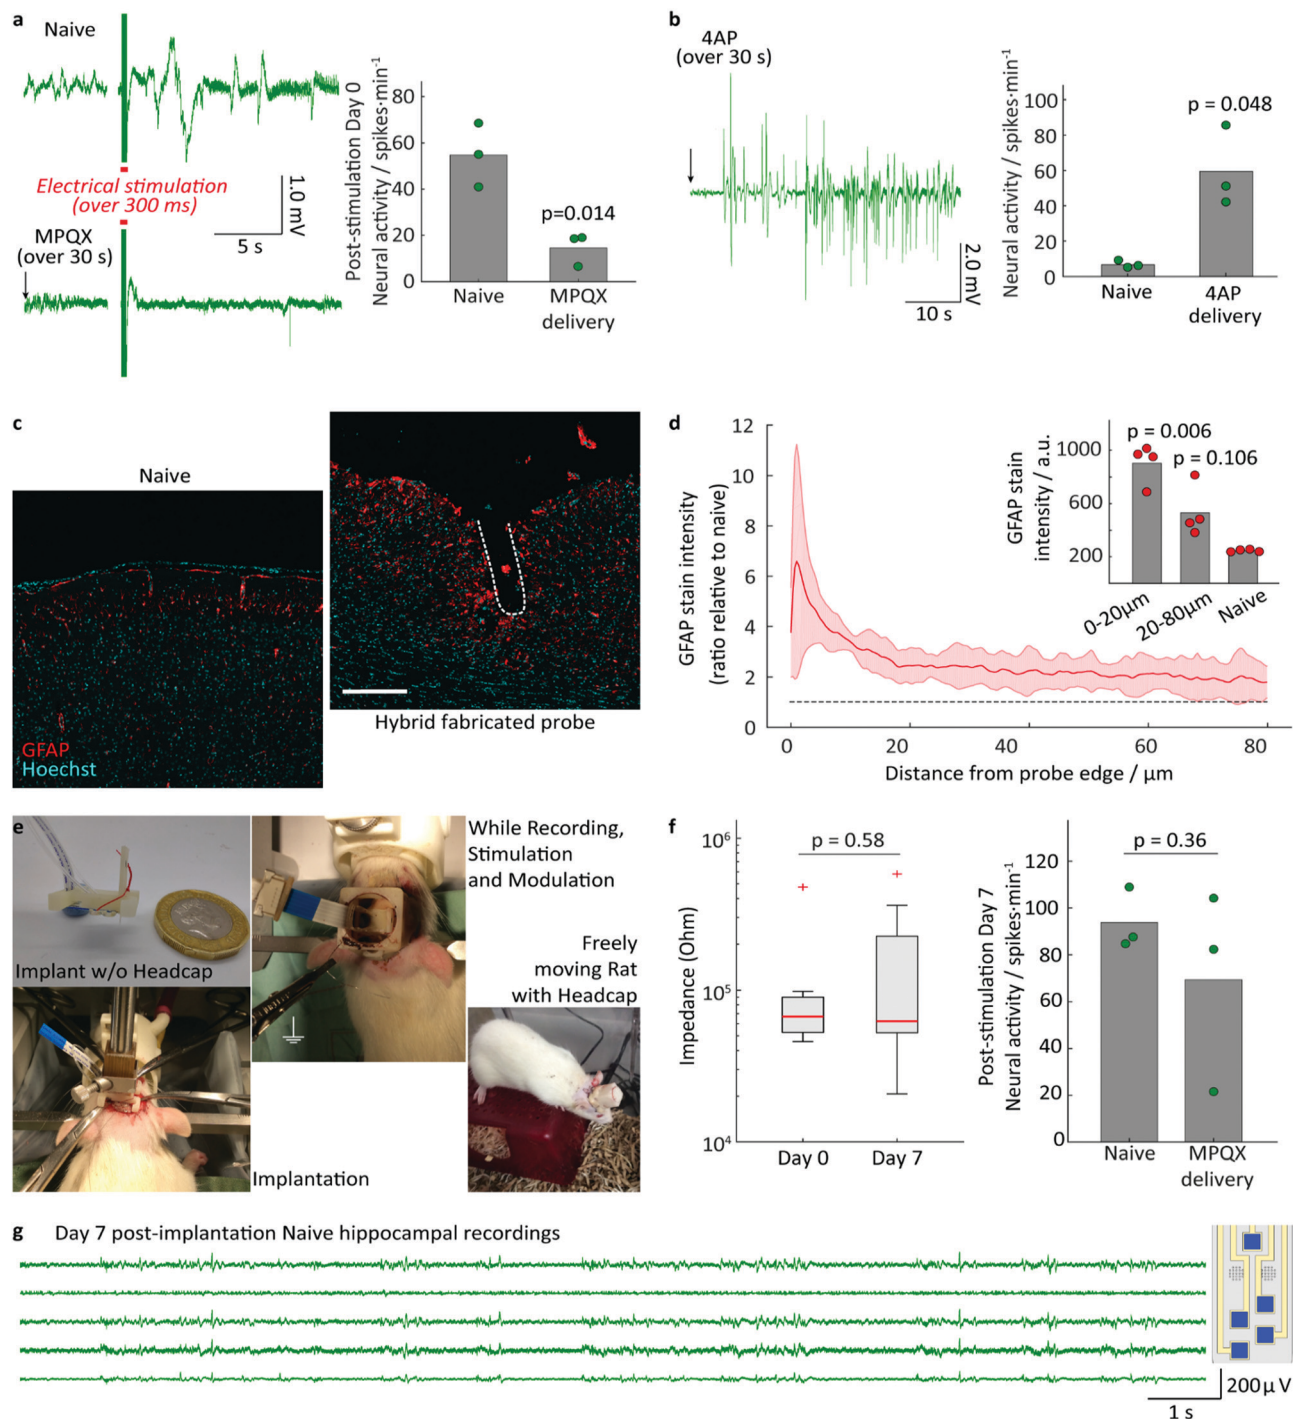 a
Naive
Electrical stimulation
(over 300 ms)
MPQX
(over 30 s)
5 s
1.0 mV
Post-stimulation Day 0
Neural activity / spikes·min-1
80
60
40
20
0
p=0.014
Naive
MPQX
delivery
b
4AP
(over 30 s)
2.0 mV
10 s
Neural activity / spikes·min-1
100
80
60
40
20
0
p = 0.048
Naive
4AP
delivery
c
Naive
GFAP
Hoechst
Hybrid fabricated probe
d
GFAP stain intensity
(ratio relative to naive)
12
10
8
6
4
2
0
0
20
40
60
80
Distance from probe edge / µm
GFAP stain
intensity / a.u.
1000
600
200
p = 0.006
p = 0.106
0-20µm
20-80µm
Naive
e
Implant w/o Headcap
While Recording,
Stimulation
and Modulation
Freely
moving Rat
with Headcap
Implantation
f
Impedance (Ohm)
10⁶
10⁵
10⁴
p = 0.58
Day 0
Day 7
Post-stimulation Day 7
Neural activity / spikes·min-1
120
100
80
60
40
20
0
p = 0.36
Naive
MPQX
delivery
g
Day 7 post-implantation Naive hippocampal recordings
200µ V
1 s